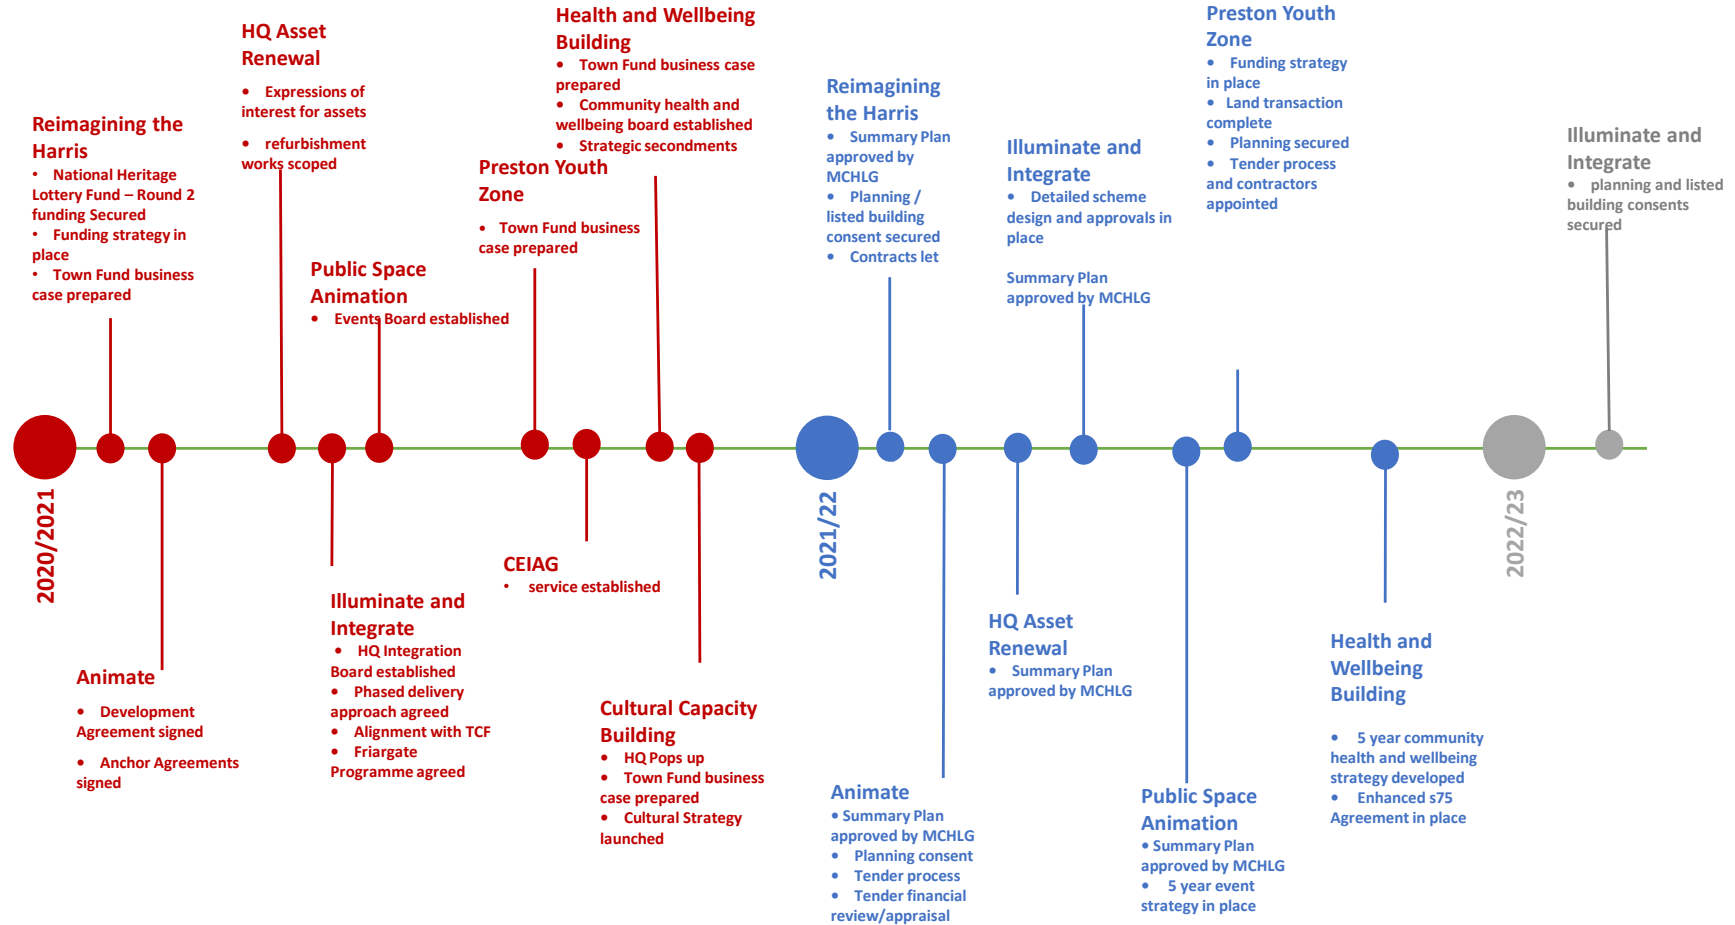 Reimagining the
Harris
• National Heritage
Lottery Fund – Round 2
funding Secured
• Funding strategy in
place
• Town Fund business
case prepared
HQ Asset
Renewal
• Expressions of
interest for assets
• refurbishment
works scoped
Public Space
Animation
• Events Board established
Preston Youth
Zone
• Town Fund business
case prepared
Health and Wellbeing
Building
• Town Fund business case
prepared
• Community health and
wellbeing board established
• Strategic secondments
Reimagining
the Harris
• Summary Plan
approved by
MCHLG
• Planning /
listed building
consent secured
• Contracts let
Illuminate and
Integrate
• Detailed scheme
design and approvals in
place
Summary Plan
approved by MCHLG
Preston Youth
Zone
• Funding strategy
in place
• Land transaction
complete
• Planning secured
• Tender process
and contractors
appointed
Illuminate and
Integrate
• planning and listed
building consents
secured
2020/2021
2021/22
2022/23
Animate
• Development
Agreement signed
• Anchor Agreements
signed
Illuminate and
Integrate
• HQ Integration
Board established
• Phased delivery
approach agreed
• Alignment with TCF
• Friargate
Programme agreed
CEIAG
• service established
Cultural Capacity
Building
• HQ Pops up
• Town Fund business
case prepared
• Cultural Strategy
launched
Animate
• Summary Plan
approved by MCHLG
• Planning consent
• Tender process
• Tender financial
review/appraisal
HQ Asset
Renewal
• Summary Plan
approved by MCHLG
Public Space
Animation
• Summary Plan
approved by MCHLG
• 5 year event
strategy in place
Health and
Wellbeing
Building
• 5 year community
health and wellbeing
strategy developed
• Enhanced s75
Agreement in place